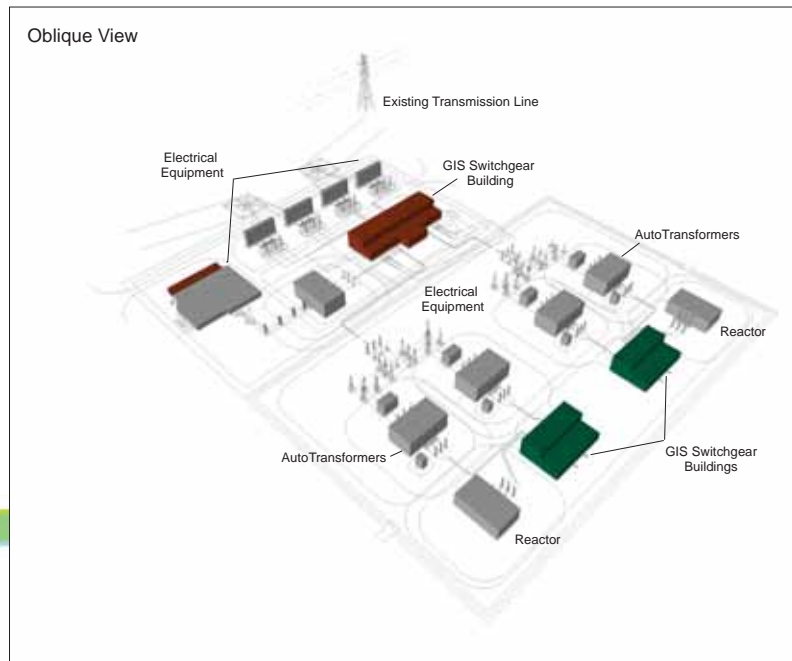 Oblique View
Existing Transmission Line
Electrical
Equipment
GIS Switchgear
Building
AutoTransformers
Electrical
Equipment
Reactor
AutoTransformers
GIS Switchgear
Buildings
Reactor